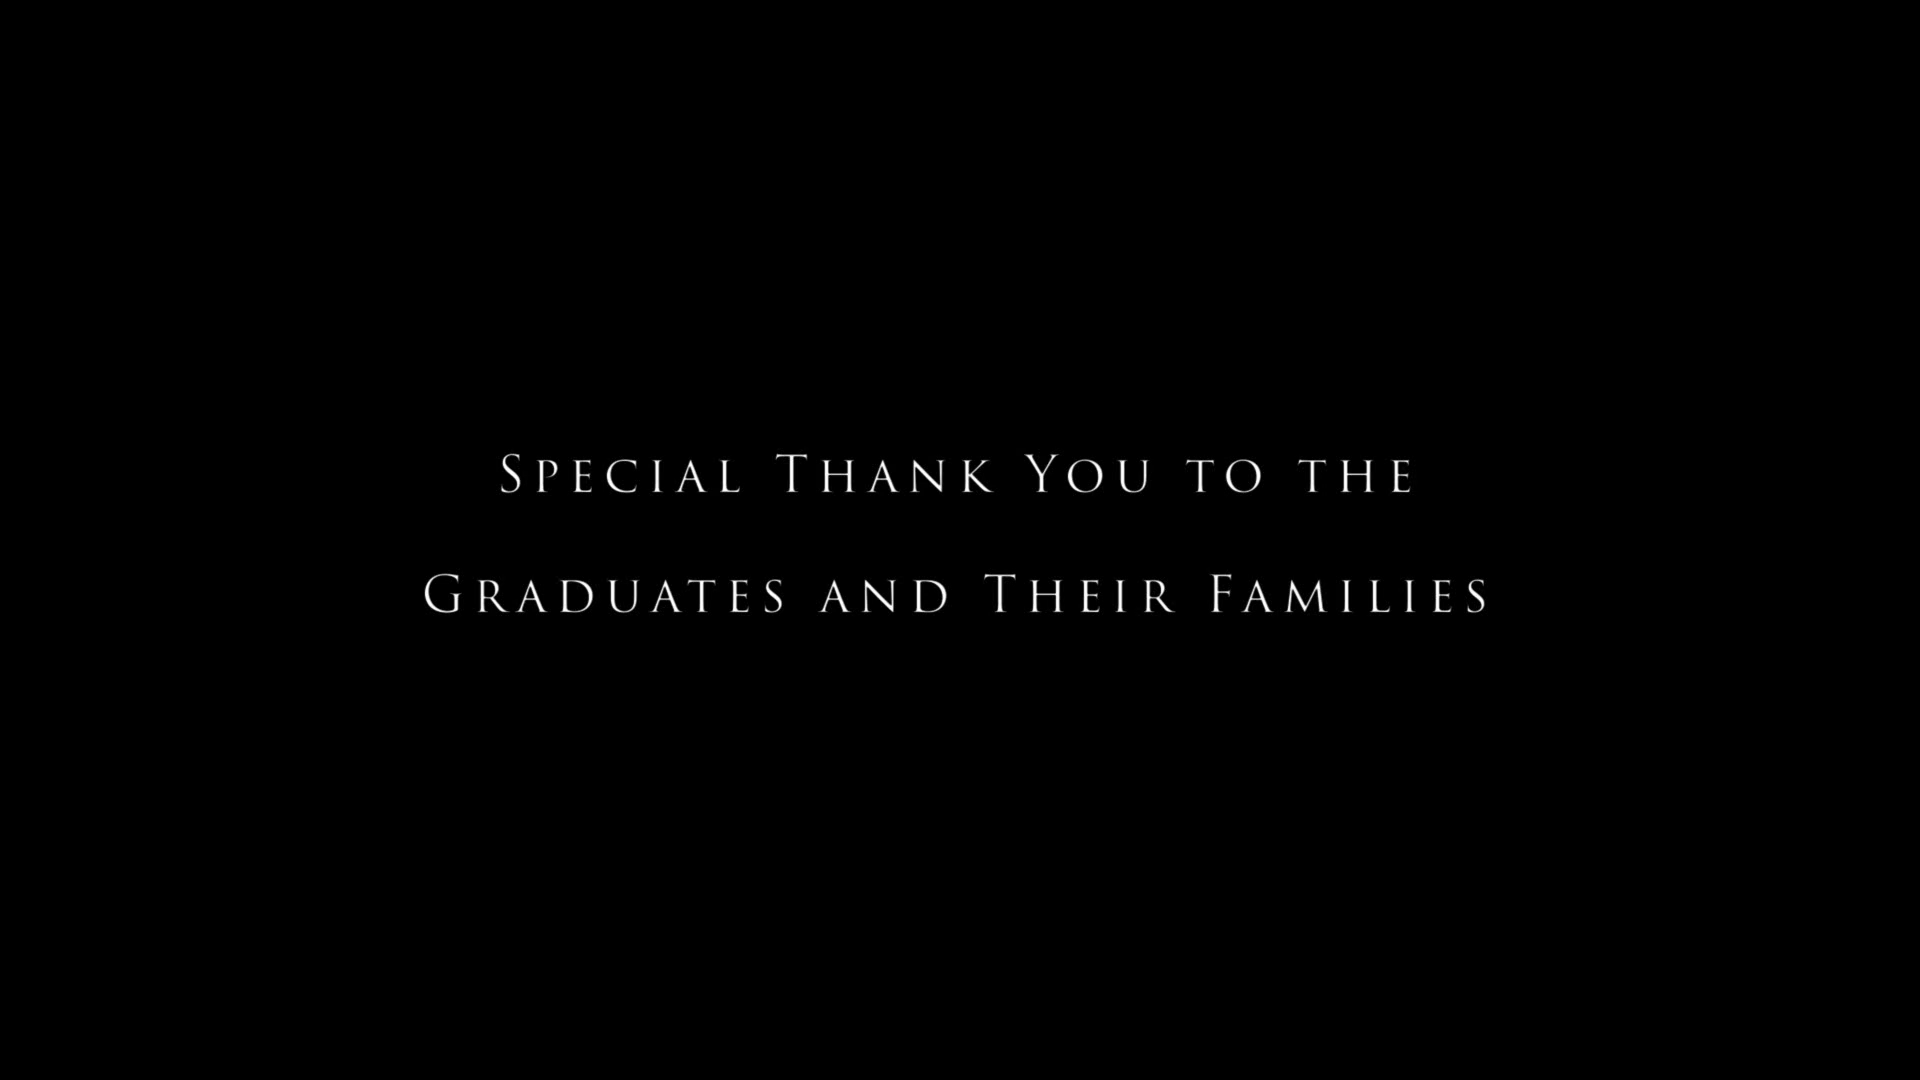 Special Thank You to the
Graduates and Their Families